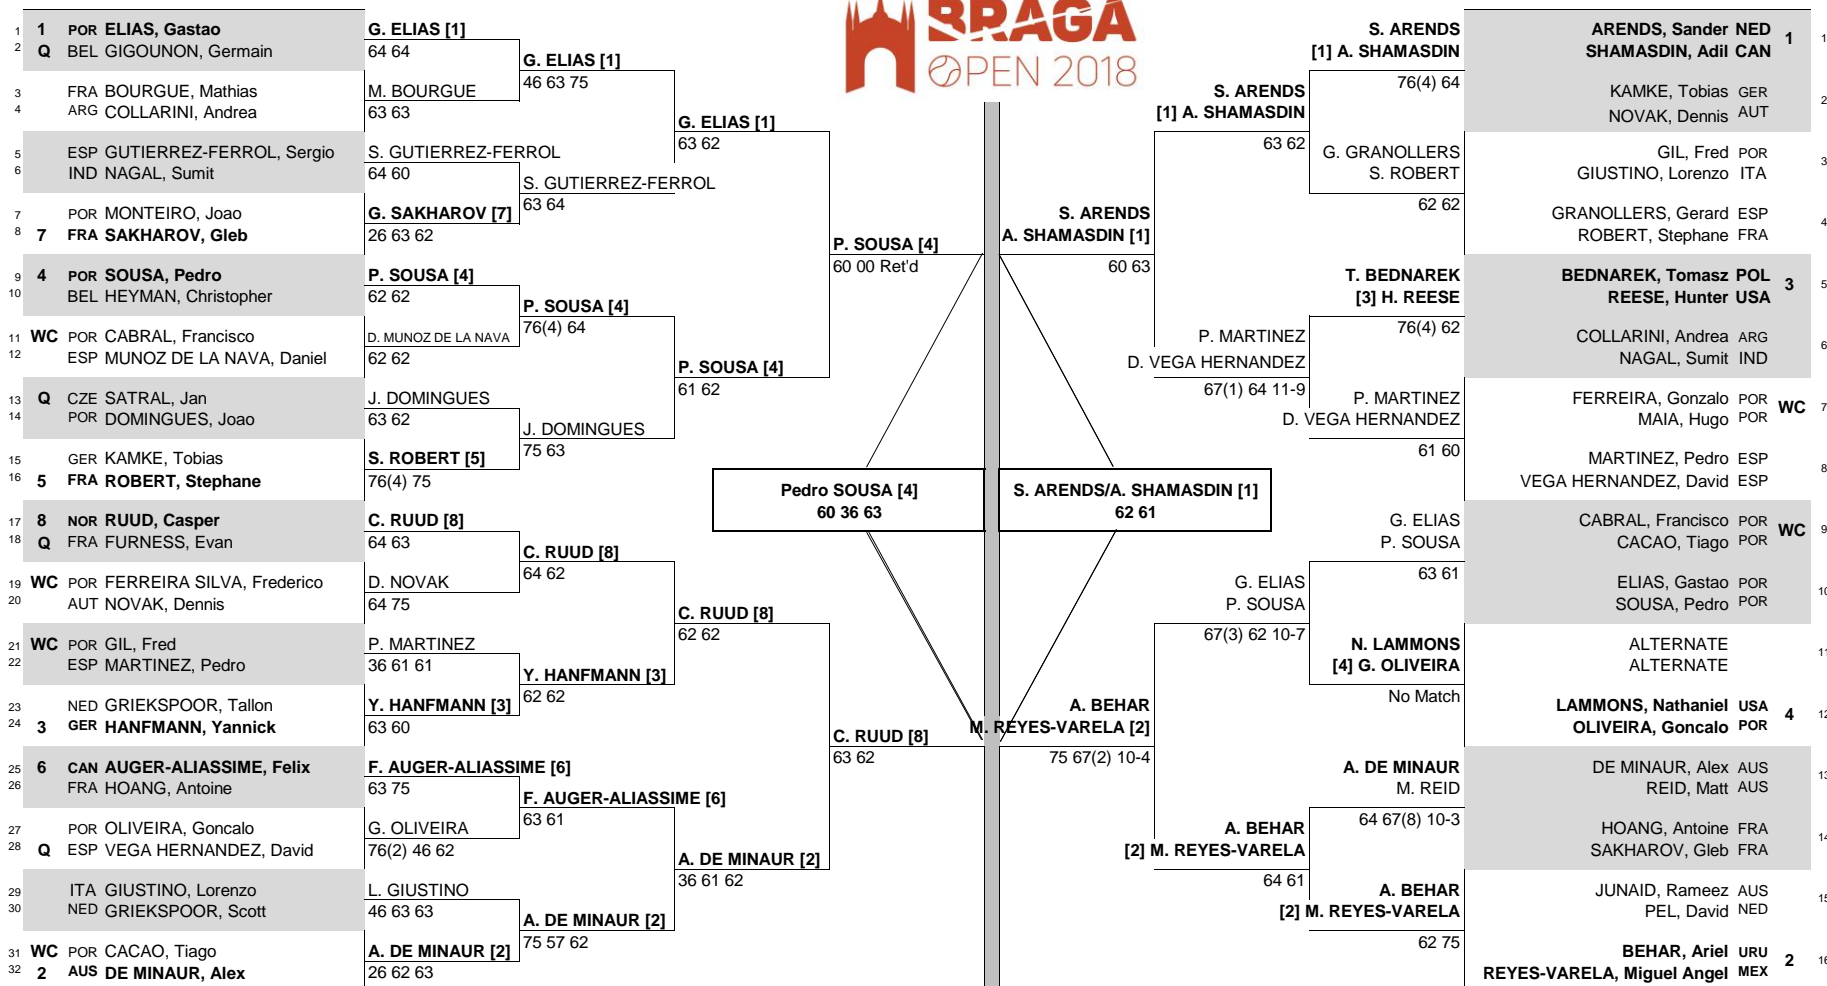 BRAGA
OPEN 2018
1 1 POR ELIAS, Gastao
2 Q BEL GIGOUNON, Germain
3 FRA BOURGUE, Mathias
4 ARG COLLARINI, Andrea
5 ESP GUTIERREZ-FERROL, Sergio
6 IND NAGAL, Sumit
7 POR MONTEIRO, Joao
8 7 FRA SAKHAROV, Gleb
9 4 POR SOUSA, Pedro
10 BEL HEYMAN, Christopher
11 WC POR CABRAL, Francisco
12 ESP MUNOZ DE LA NAVA, Daniel
13 Q CZE SATRAL, Jan
14 POR DOMINGUES, Joao
15 GER KAMKE, Tobias
16 5 FRA ROBERT, Stephane
17 8 NOR RUUD, Casper
18 Q FRA FURNESS, Evan
19 WC POR FERREIRA SILVA, Frederico
20 AUT NOVAK, Dennis
21 WC POR GIL, Fred
22 ESP MARTINEZ, Pedro
23 NED GRIEKSPOOR, Tallon
24 3 GER HANFMANN, Yannick
25 6 CAN AUGER-ALIASSIME, Felix
26 FRA HOANG, Antoine
27 POR OLIVEIRA, Goncalo
28 Q ESP VEGA HERNANDEZ, David
29 ITA GIUSTINO, Lorenzo
30 NED GRIEKSPOOR, Scott
31 WC POR CACAO, Tiago
32 2 AUS DE MINAUR, Alex
G. ELIAS [1]
64 64
M. BOURGUE
63 63
S. GUTIERREZ-FERROL
64 60
G. SAKHAROV [7]
26 63 62
P. SOUSA [4]
62 62
D. MUNOZ DE LA NAVA
62 62
J. DOMINGUES
63 62
S. ROBERT [5]
76(4) 75
C. RUUD [8]
64 63
D. NOVAK
64 75
P. MARTINEZ
36 61 61
Y. HANFMANN [3]
63 60
F. AUGER-ALIASSIME [6]
63 75
G. OLIVEIRA
76(2) 46 62
L. GIUSTINO
46 63 63
A. DE MINAUR [2]
26 62 63
G. ELIAS [1]
46 63 75
S. GUTIERREZ-FERROL
63 64
P. SOUSA [4]
76(4) 64
J. DOMINGUES
75 63
C. RUUD [8]
64 62
Y. HANFMANN [3]
62 62
F. AUGER-ALIASSIME [6]
63 61
A. DE MINAUR [2]
75 57 62
G. ELIAS [1]
63 62
P. SOUSA [4]
61 62
C. RUUD [8]
62 62
A. DE MINAUR [2]
36 61 62
P. SOUSA [4]
60 00 Ret'd
C. RUUD [8]
63 62
Pedro SOUSA [4]
60 36 63
S. ARENDS/A. SHAMASDIN [1]
62 61
S. ARENDS
A. SHAMASDIN [1]
60 63
A. BEHAR
M. REYES-VARELA [2]
75 67(2) 10-4
S. ARENDS
[1] A. SHAMASDIN
63 62
P. MARTINEZ
D. VEGA HERNANDEZ
67(1) 64 11-9
G. ELIAS
P. SOUSA
67(3) 62 10-7
A. BEHAR
[2] M. REYES-VARELA
64 61
S. ARENDS
[1] A. SHAMASDIN
76(4) 64
G. GRANOLLERS
S. ROBERT
62 62
T. BEDNAREK
[3] H. REESE
76(4) 62
P. MARTINEZ
D. VEGA HERNANDEZ
61 60
G. ELIAS
P. SOUSA
63 61
N. LAMMONS
[4] G. OLIVEIRA
No Match
A. DE MINAUR
M. REID
64 67(8) 10-3
A. BEHAR
[2] M. REYES-VARELA
62 75
ARENDS, Sander NED 1 1
SHAMASDIN, Adil CAN
KAMKE, Tobias GER 2
NOVAK, Dennis AUT
GIL, Fred POR 3
GIUSTINO, Lorenzo ITA
GRANOLLERS, Gerard ESP 4
ROBERT, Stephane FRA
BEDNAREK, Tomasz POL 3 5
REESE, Hunter USA
COLLARINI, Andrea ARG 6
NAGAL, Sumit IND
FERREIRA, Gonzalo POR WC 7
MAIA, Hugo POR
MARTINEZ, Pedro ESP 8
VEGA HERNANDEZ, David ESP
CABRAL, Francisco POR WC 9
CACAO, Tiago POR
ELIAS, Gastao POR 10
SOUSA, Pedro POR
ALTERNATE 11
ALTERNATE
LAMMONS, Nathaniel USA 4 12
OLIVEIRA, Goncalo POR
DE MINAUR, Alex AUS 13
REID, Matt AUS
HOANG, Antoine FRA 14
SAKHAROV, Gleb FRA
JUNAID, Rameez AUS 15
PEL, David NED
BEHAR, Ariel URU 2 16
REYES-VARELA, Miguel Angel MEX